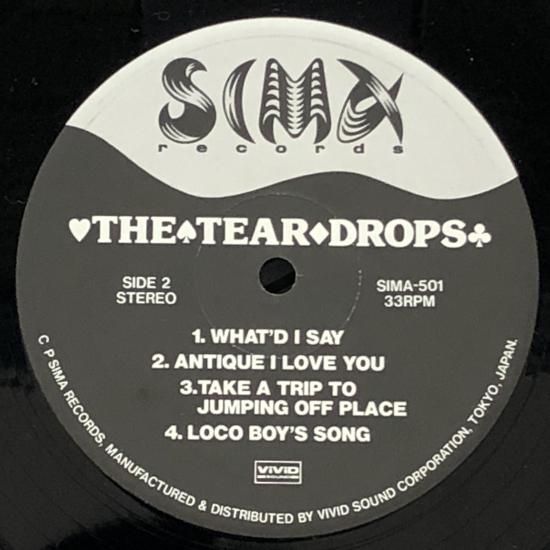 SIMA
records
♥THE♠TEAR♦DROPS♣
SIDE 2
STEREO
SIMA-501
33RPM
1. WHAT'D I SAY
2. ANTIQUE I LOVE YOU
3.TAKE A TRIP TO
JUMPING OFF PLACE
4. LOCO BOY'S SONG
VIVID
SOUND
C P SIMA RECORDS, MANUFACTURED & DISTRIBUTED BY VIVID SOUND CORPORATION, TOKYO, JAPAN.